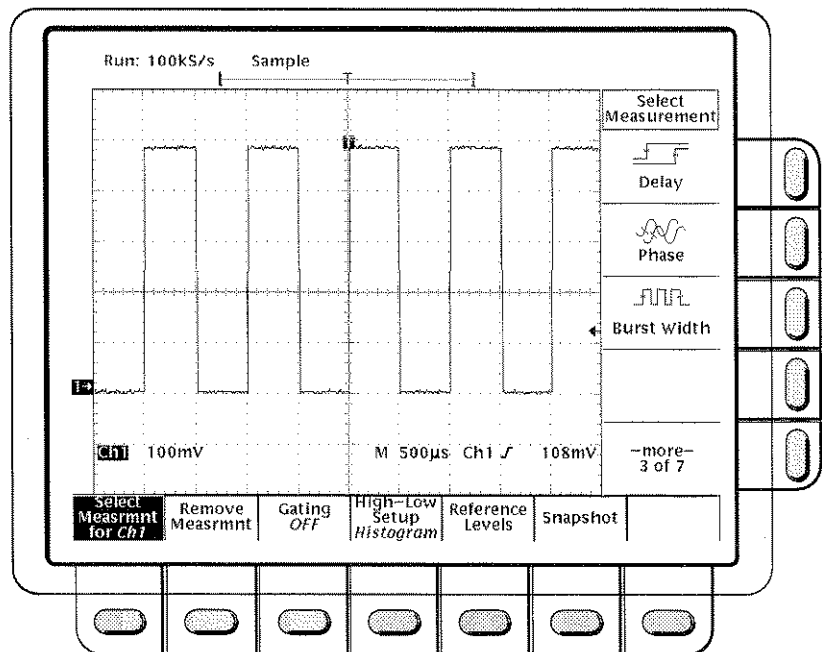 Run: 100kS/s Sample
T
Select
Measurement
T
Delay
Phase
Burst Width
1→
Ch1 100mV M 500µs Ch1 ∫ 108mV
–more–
3 of 7
Select
Measrmnt
for Ch1
Remove
Measrmnt
Gating
OFF
High–Low
Setup
Histogram
Reference
Levels
Snapshot